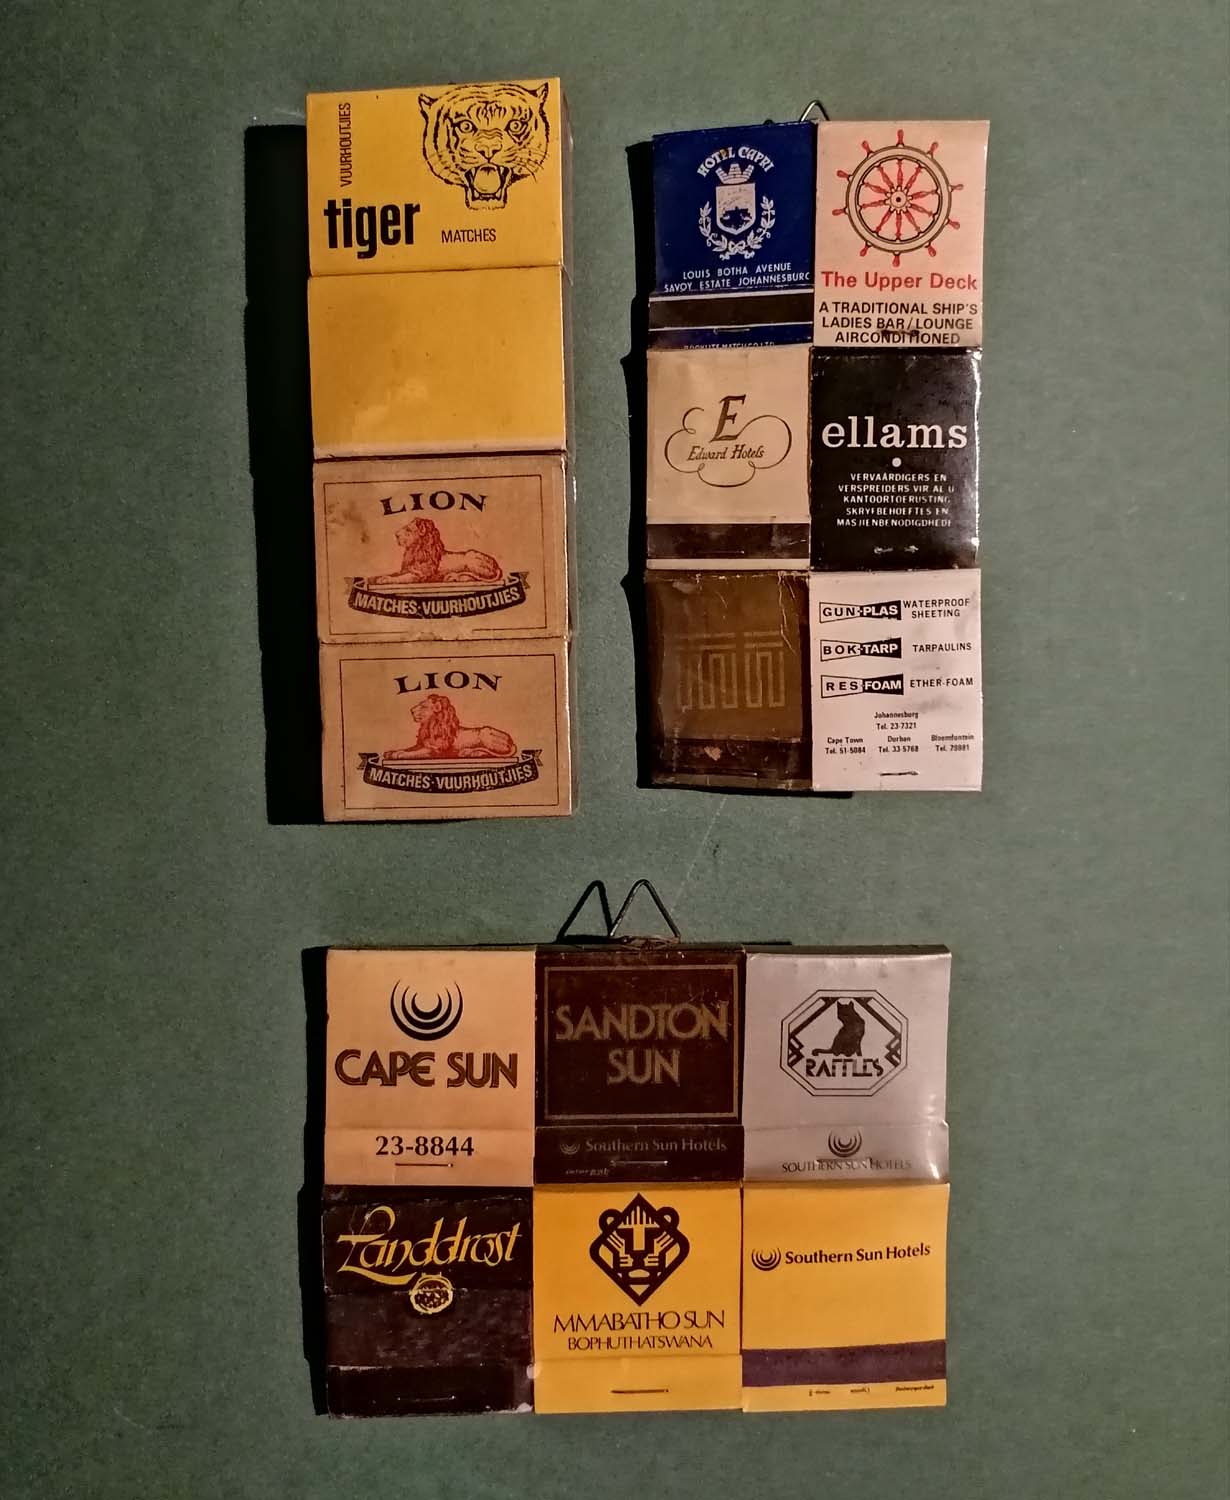 VUURHOUTJIES
tiger
MATCHES
LION
MATCHES·VUURHOUTJIES
LION
MATCHES·VUURHOUTJIES
HOTEL CAPRI
LOUIS BOTHA AVENUE
SAVOY ESTATE JOHANNESBURG
The Upper Deck
A TRADITIONAL SHIP'S
LADIES BAR/LOUNGE
AIRCONDITIONED
E
Edward Hotels
ellams
VERVAARDIGERS EN
VERSPREIDERS VIR AL U
KANTOORTOERUSTING
SKRYFBEHOEFTES EN
GUN-PLAS WATERPROOF
SHEETING
BOK-TARP TARPAULINS
RES-FOAM ETHER-FOAM
Johannesburg
Tel. 23-7321
Cape Town Durban Bloemfontein
Tel. 51-5084 Tel. 33-5768 Tel. 79981
CAPE SUN
23-8844
SANDTON
SUN
Southern Sun Hotels
RAFFLES
SOUTHERN SUN HOTELS
Landdrost
MMABATHO SUN
BOPHUTHATSWANA
Southern Sun Hotels